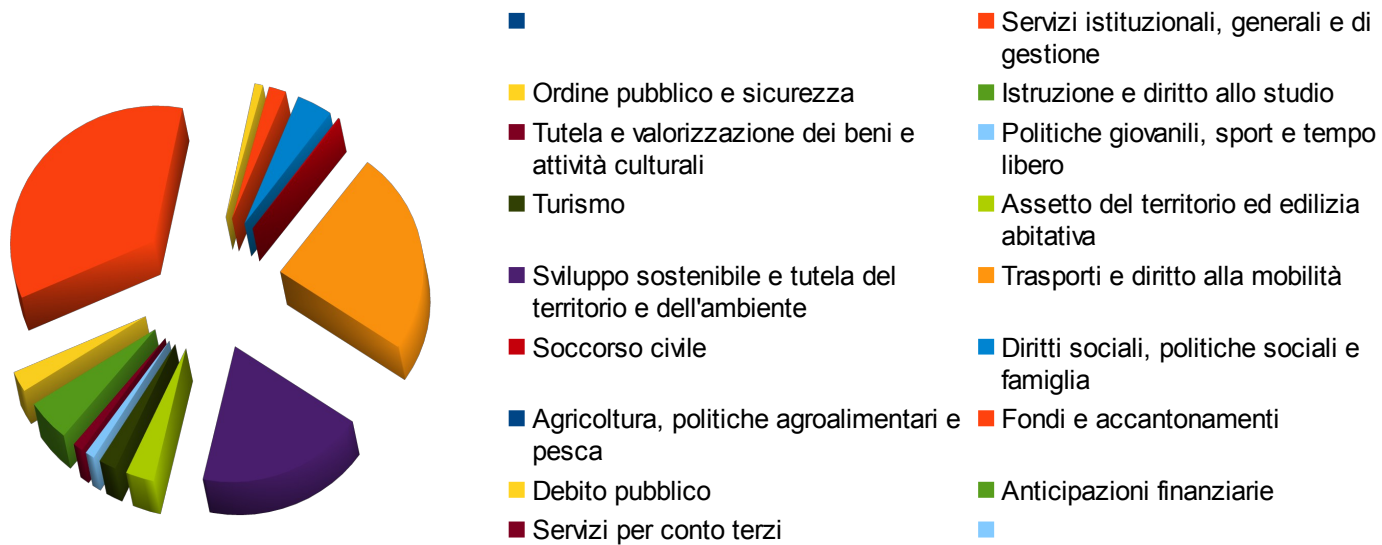 Servizi istituzionali, generali e di
gestione
Ordine pubblico e sicurezza
Istruzione e diritto allo studio
Tutela e valorizzazione dei beni e
attività culturali
Politiche giovanili, sport e tempo
libero
Turismo
Assetto del territorio ed edilizia
abitativa
Sviluppo sostenibile e tutela del
territorio e dell'ambiente
Trasporti e diritto alla mobilità
Soccorso civile
Diritti sociali, politiche sociali e
famiglia
Agricoltura, politiche agroalimentari e
pesca
Fondi e accantonamenti
Debito pubblico
Anticipazioni finanziarie
Servizi per conto terzi